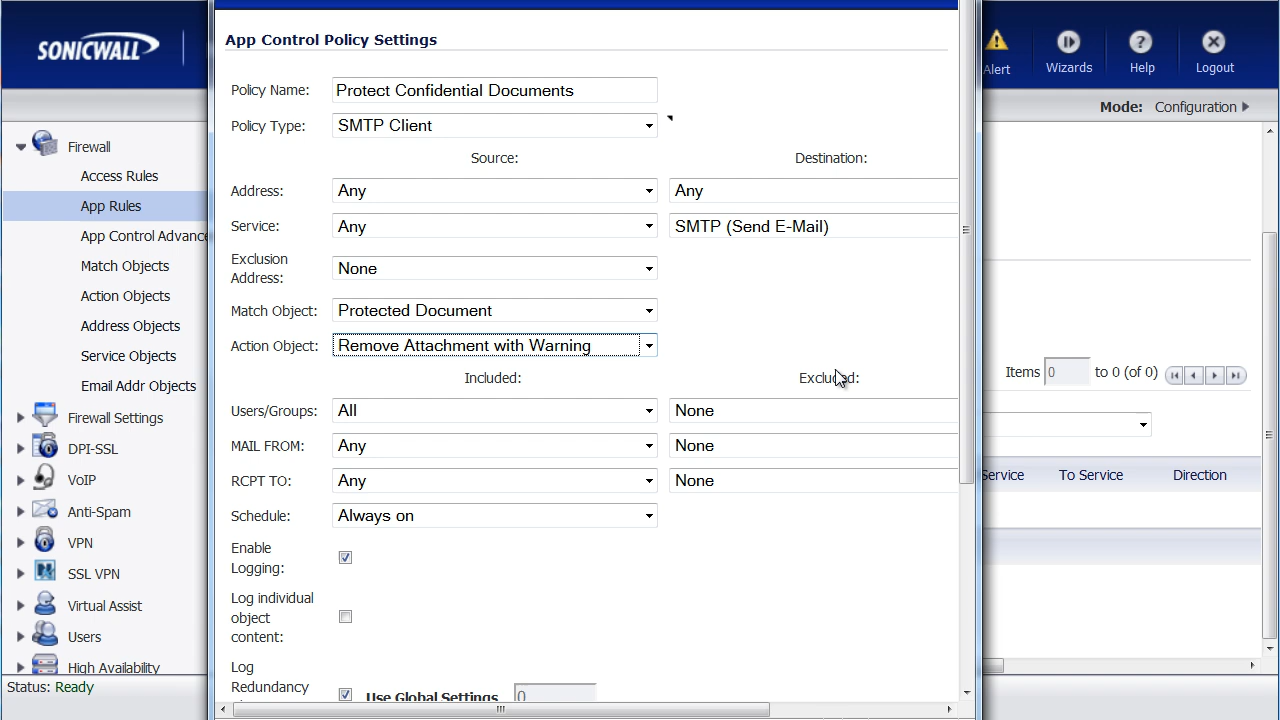 SONICWALL
Alert
Wizards
Help
Logout
Mode: Configuration
Firewall
Access Rules
App Rules
App Control Advance
Match Objects
Action Objects
Address Objects
Service Objects
Email Addr Objects
Firewall Settings
DPI-SSL
VoIP
Anti-Spam
VPN
SSL VPN
Virtual Assist
Users
High Availability
Status: Ready
App Control Policy Settings
Policy Name: Protect Confidential Documents
Policy Type: SMTP Client
Source: Destination:
Address: Any Any
Service: Any SMTP (Send E-Mail)
Exclusion
Address: None
Match Object: Protected Document
Action Object: Remove Attachment with Warning
Included: Excluded:
Users/Groups: All None
MAIL FROM: Any None
RCPT TO: Any None
Schedule: Always on
Enable
Logging:
Log individual
object
content:
Log
Redundancy
Use Global Settings 0
Items 0 to 0 (of 0)
Service To Service Direction